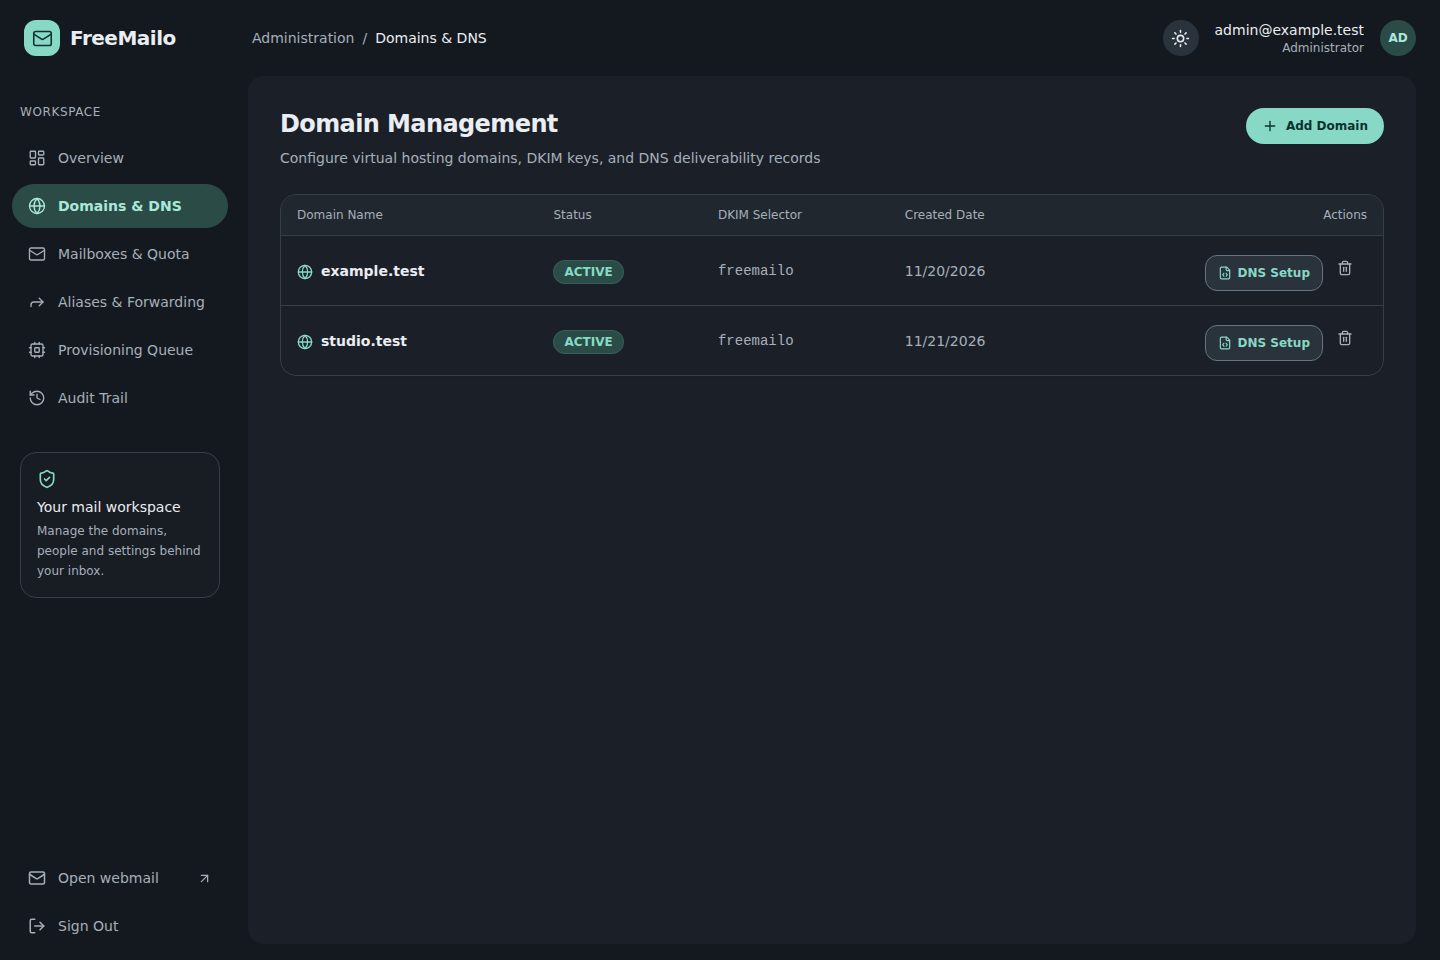 FreeMailo
Administration / Domains & DNS
admin@example.test
Administrator
AD
WORKSPACE
Overview
Domains & DNS
Mailboxes & Quota
Aliases & Forwarding
Provisioning Queue
Audit Trail
Your mail workspace
Manage the domains,
people and settings behind
your inbox.
Open webmail
Sign Out
Domain Management
Configure virtual hosting domains, DKIM keys, and DNS deliverability records
Add Domain
Domain Name Status DKIM Selector Created Date Actions
example.test ACTIVE freemailo 11/20/2026 DNS Setup
studio.test ACTIVE freemailo 11/21/2026 DNS Setup